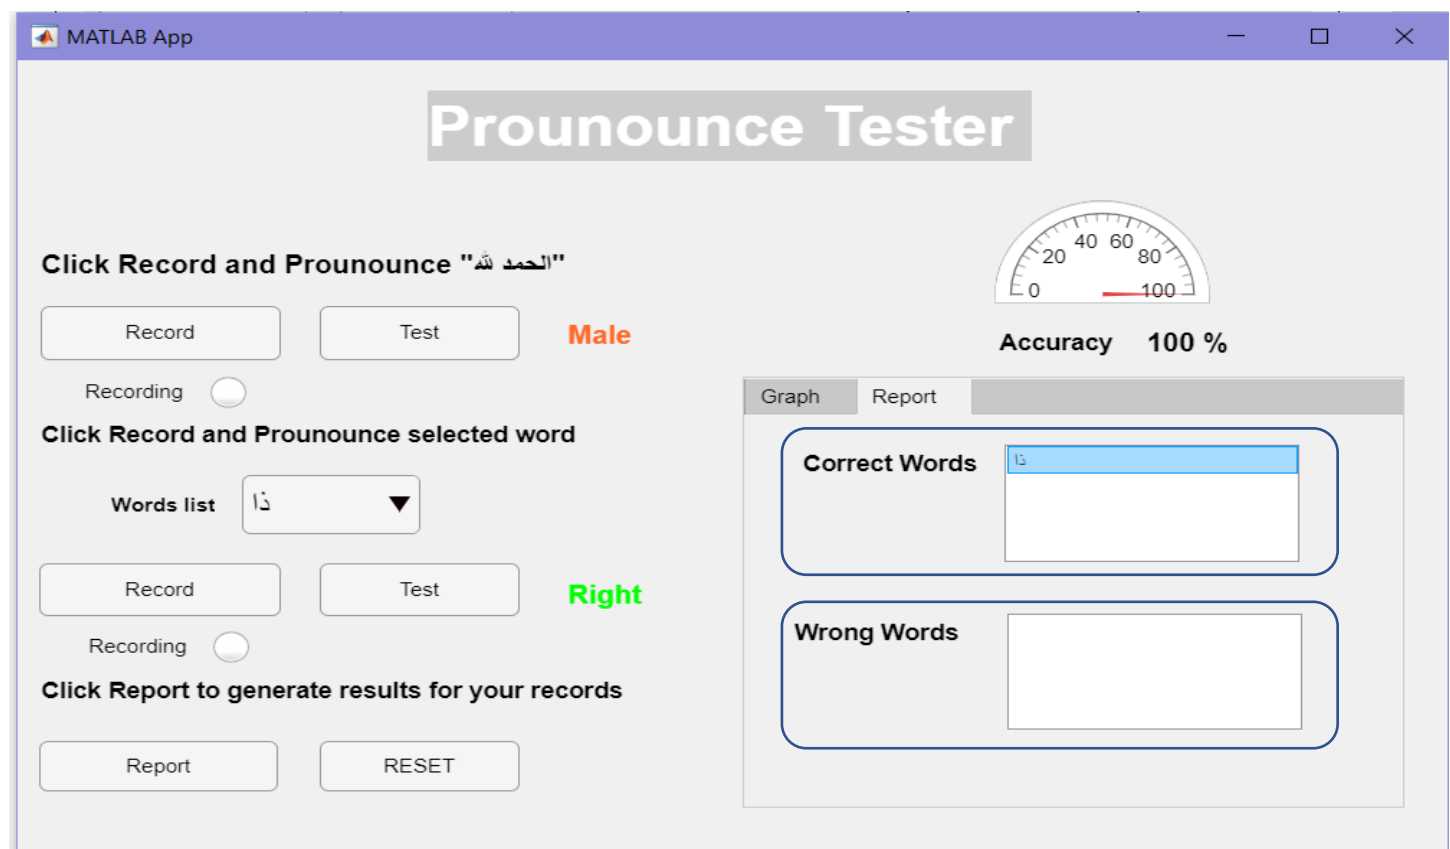 MATLAB App
Prounounce Tester
Click Record and Prounounce "الحمد لله"
Record
Test
Male
Recording
Click Record and Prounounce selected word
Words list
ذا
Record
Test
Right
Recording
Click Report to generate results for your records
Report
RESET
0
20
40
60
80
100
Accuracy 100 %
Graph
Report
Correct Words
ذا
Wrong Words